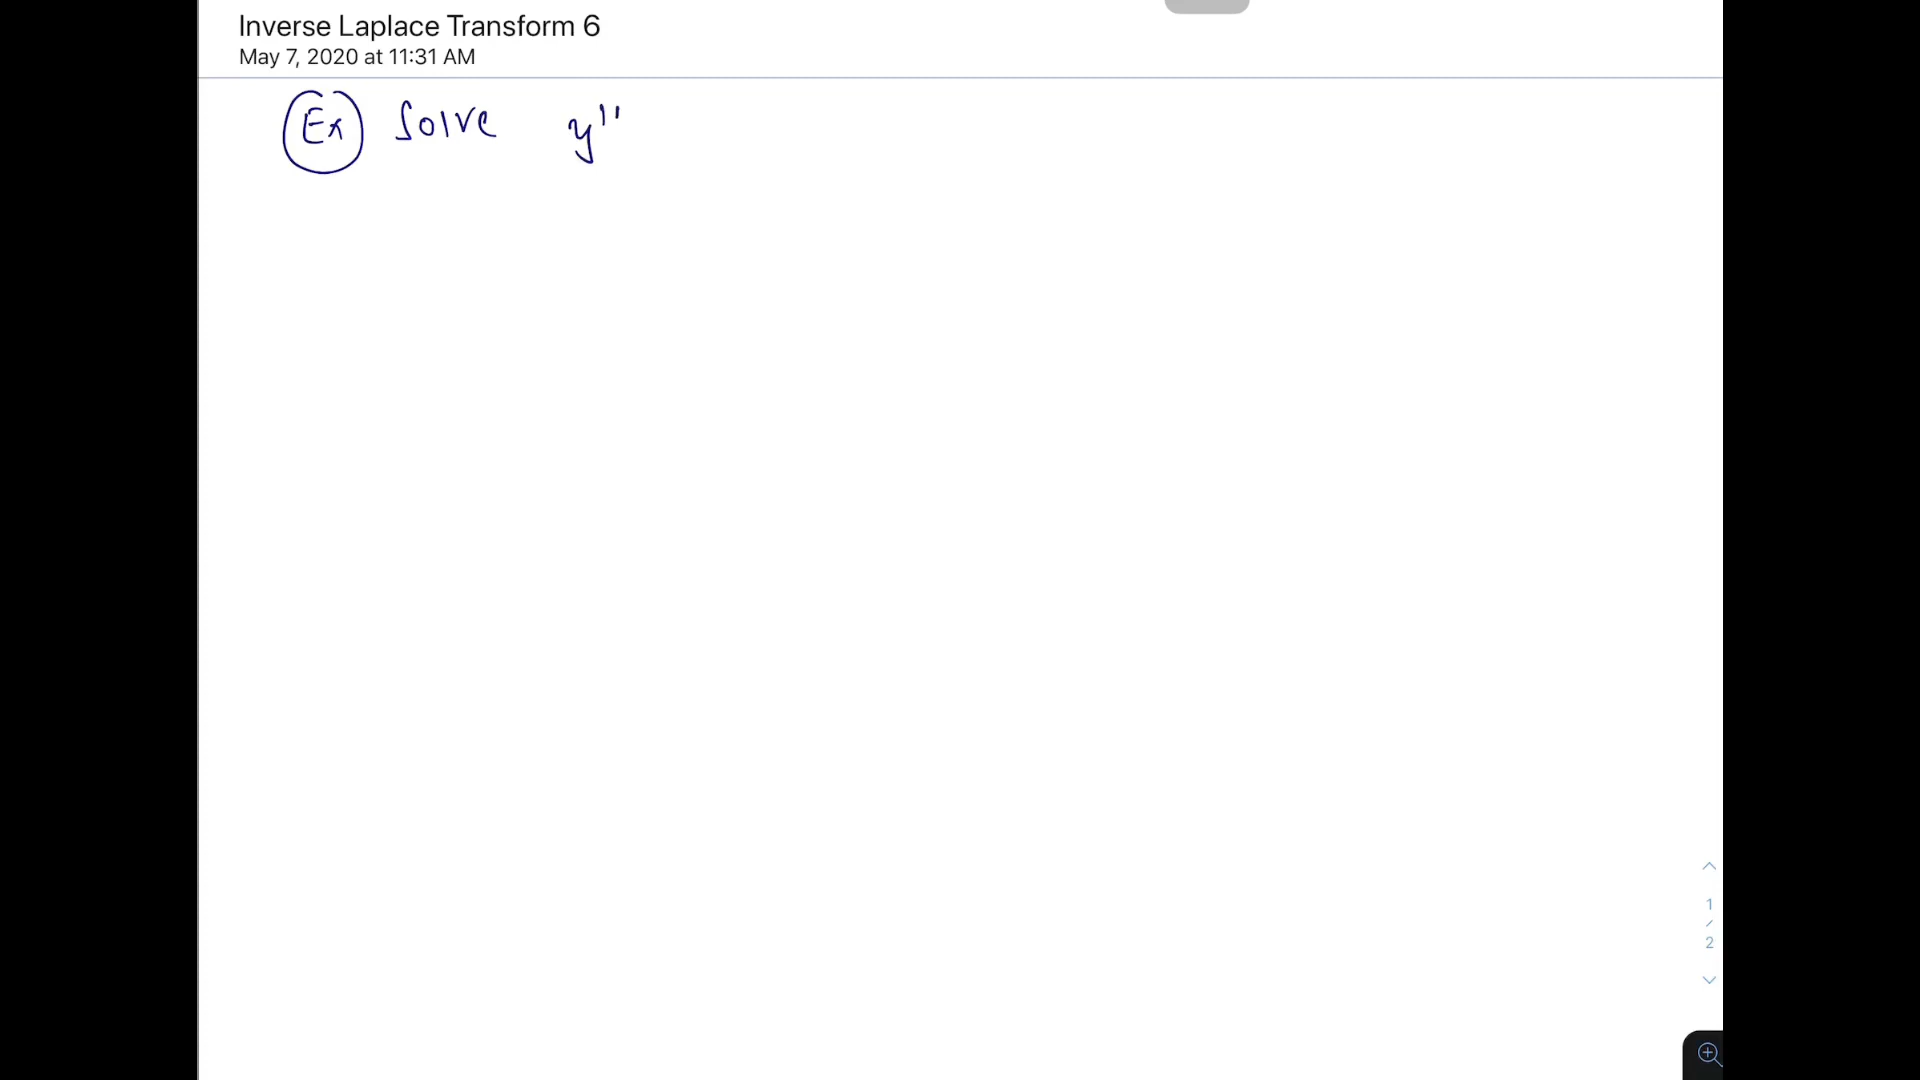 Inverse Laplace Transform 6
May 7, 2020 at 11:31 AM
Ex Solve y''
1
/
2